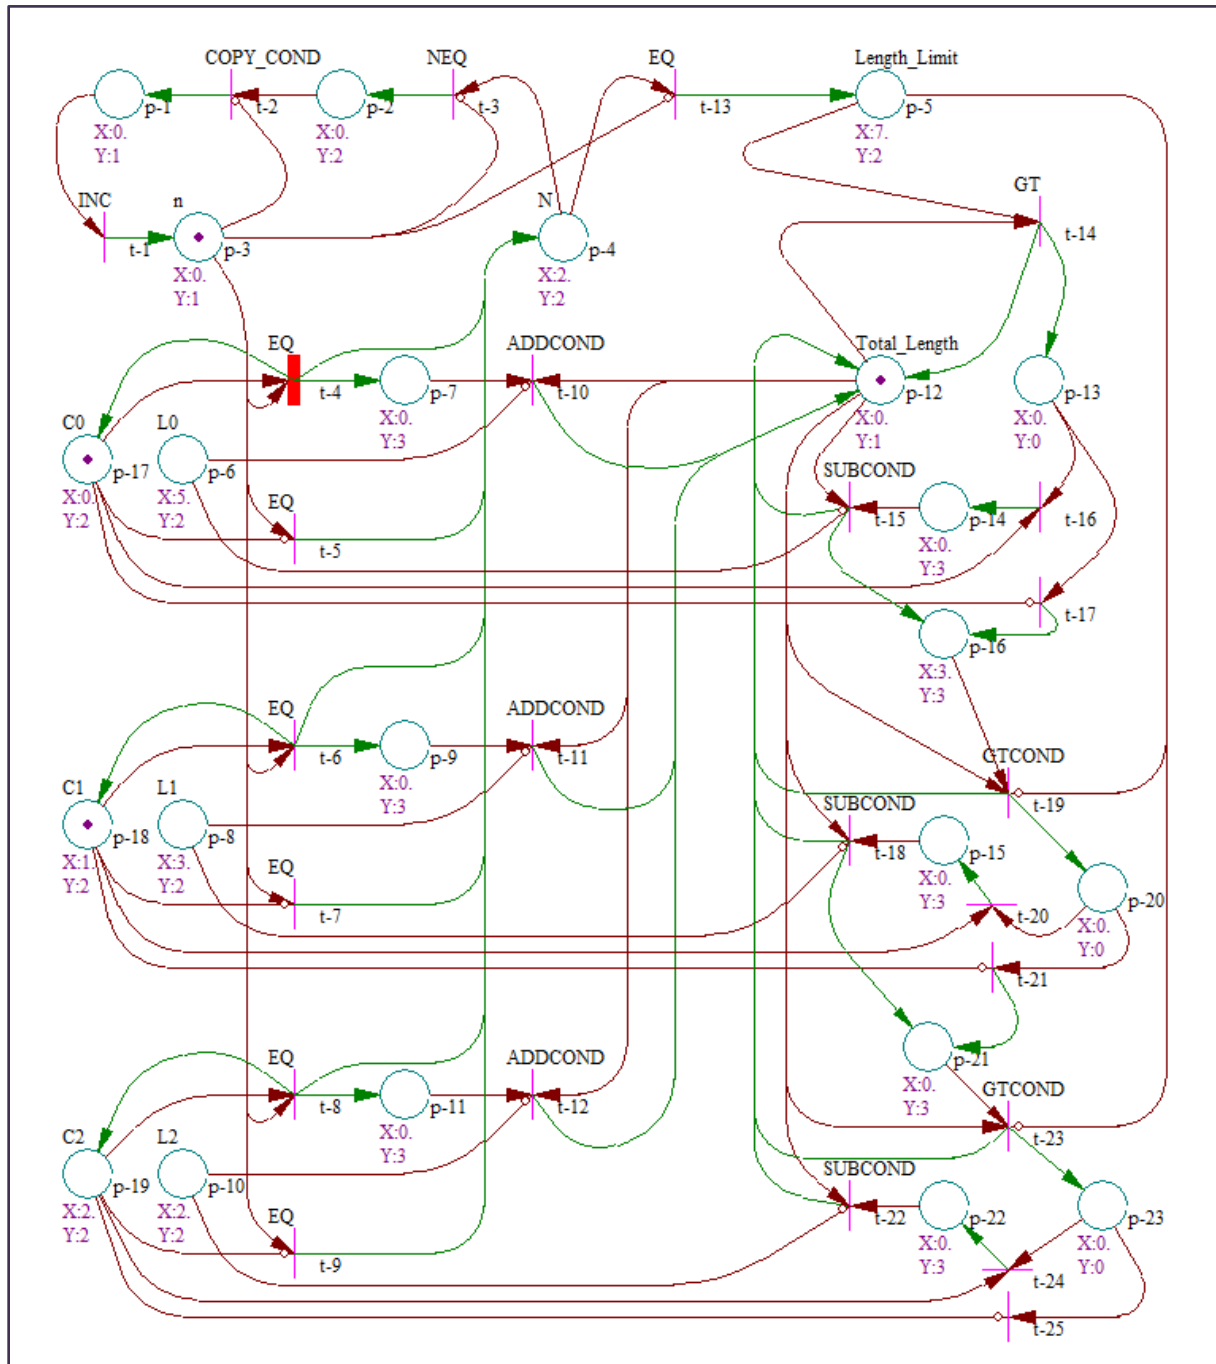 COPY_COND NEQ EQ Length_Limit
p-1 t-2 p-2 t-3 t-13 p-5
X:0. X:0. X:7.
Y:1 Y:2 Y:2
INC n N GT
t-1 p-3 p-4 t-14
X:0. X:2.
Y:1 Y:2
EQ ADDCOND Total_Length
t-4 p-7 t-10 p-12 p-13
X:0. X:0. X:0.
Y:3 Y:1 Y:0
C0 L0 SUBCOND
p-17 p-6 t-15 p-14 t-16
X:0. X:5. EQ X:0.
Y:2 Y:2 Y:3
t-5
t-17
p-16
X:3.
Y:3
EQ ADDCOND
t-6 p-9 t-11 GTCOND
X:0. t-19
Y:3
C1 L1 SUBCOND
p-18 p-8 t-18 p-15
X:1. X:3. X:0.
Y:2 Y:2 Y:3
EQ
t-7 t-20 p-20
X:0.
Y:0
t-21
p-21
EQ ADDCOND X:0.
Y:3
t-8 p-11 t-12 GTCOND
X:0. t-23
Y:3
C2 L2 SUBCOND
p-19 p-10 t-22 p-22 p-23
X:2. X:2. X:0. X:0.
Y:2 Y:2 Y:3 Y:0
EQ
t-9 t-24
t-25